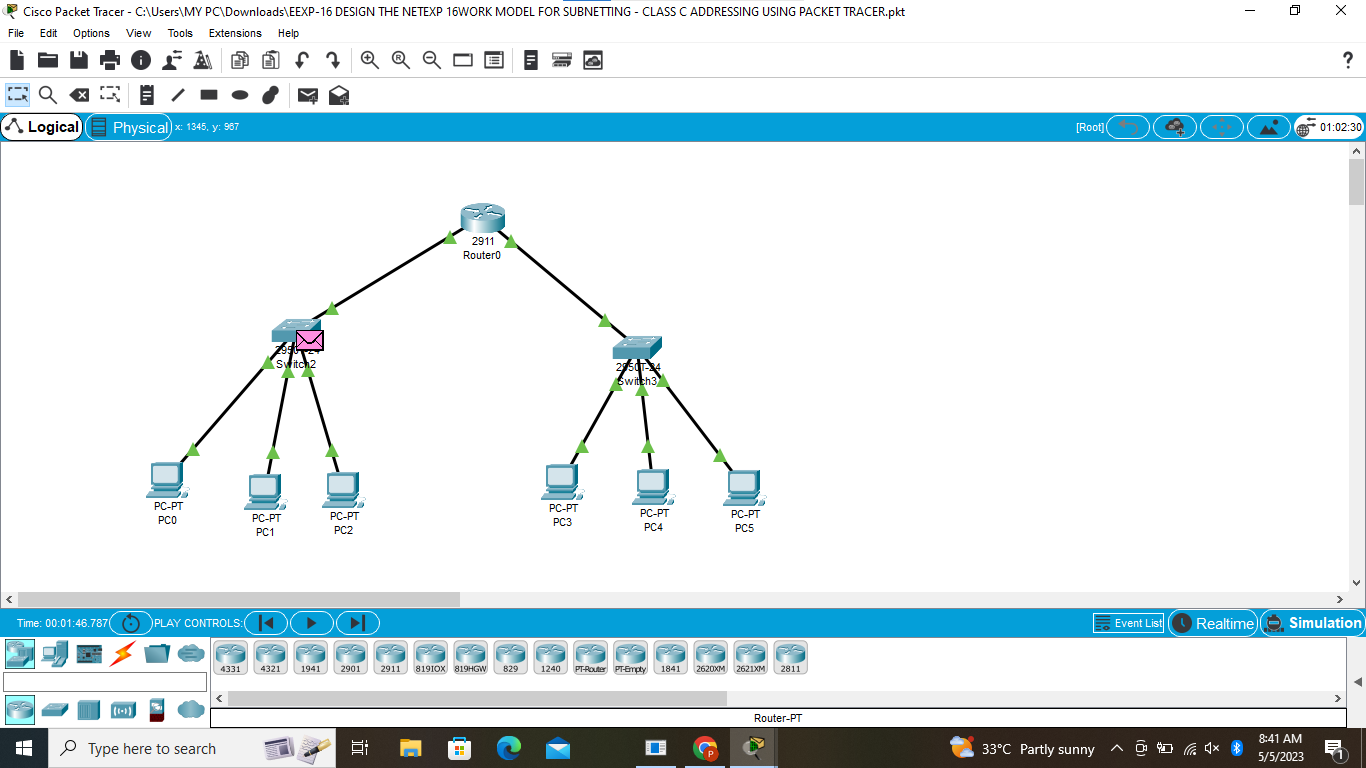 Cisco Packet Tracer - C:\Users\MY PC\Downloads\EEXP-16 DESIGN THE NETEXP 16WORK MODEL FOR SUBNETTING - CLASS C ADDRESSING USING PACKET TRACER.pkt
File Edit Options View Tools Extensions Help
?
Logical Physical x: 1345, y: 967 [Root] 01:02:30
2911
Router0
2950T-24
Switch2
2950T-24
Switch3
PC-PT
PC0
PC-PT
PC1
PC-PT
PC2
PC-PT
PC3
PC-PT
PC4
PC-PT
PC5
Time: 00:01:46.787 PLAY CONTROLS: Event List Realtime Simulation
4331 4321 1941 2901 2911 819IOX 819HGW 829 1240 PT-Router PT-Empty 1841 2620XM 2621XM 2811
Router-PT
Type here to search 33°C Partly sunny 8:41 AM
5/5/2023 1